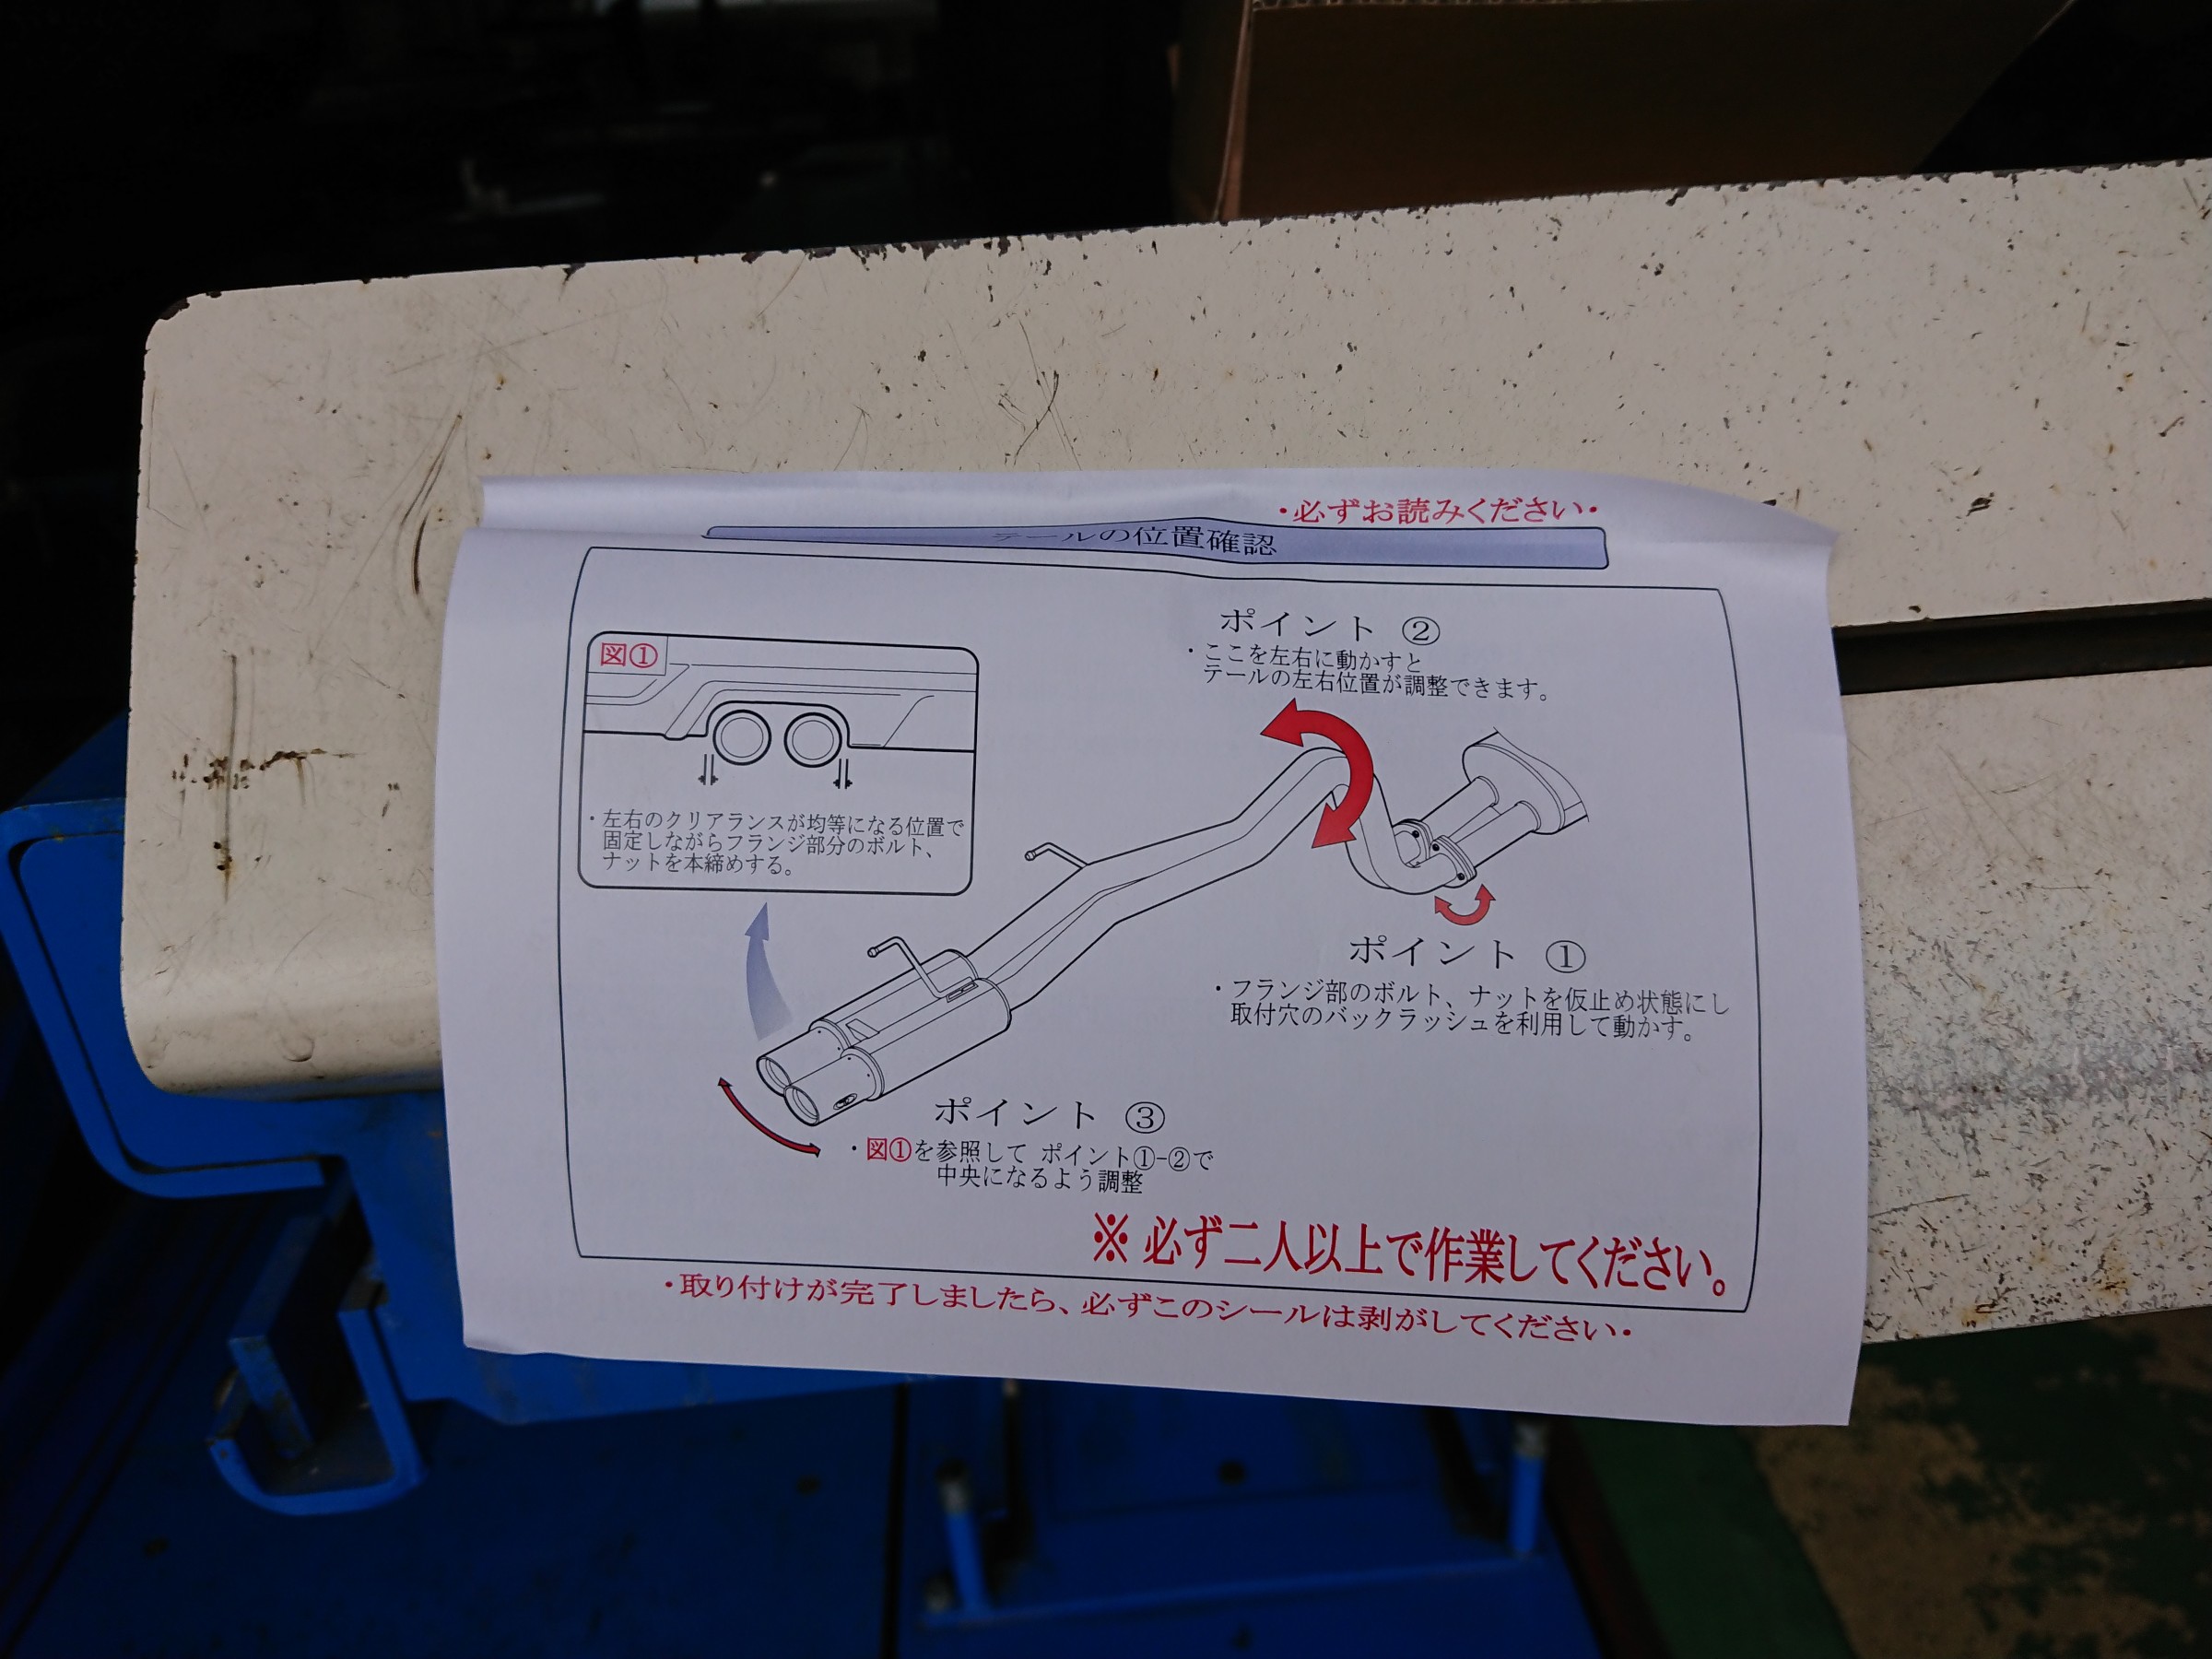 ・必ずお読みください・
テールの位置確認
図①
・左右のクリアランスが均等になる位置で
固定しながらフランジ部分のボルト、
ナットを本締めする。
ポイント ②
・ここを左右に動かすと
テールの左右位置が調整できます。
ポイント ①
・フランジ部のボルト、ナットを仮止め状態にし
取付穴のバックラッシュを利用して動かす。
ポイント ③
・図①を参照して ポイント①-②で
中央になるよう調整
※ 必ず二人以上で作業してください。
・取り付けが完了しましたら、必ずこのシールは剥がしてください・